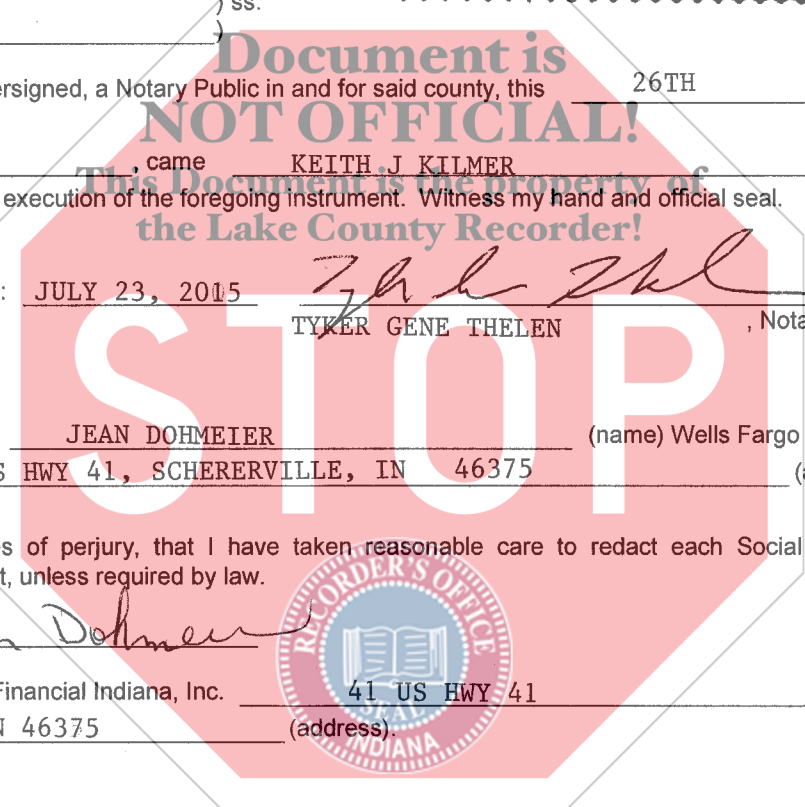 ) ss.
)
Document is
ersigned, a Notary Public in and for said county, this 26TH
NOT OFFICIAL!
, came KEITH J KILMER
This Document is the property of
execution of the foregoing instrument. Witness my hand and official seal.
the Lake County Recorder!
: JULY 23, 2015
TYKER GENE THELEN , Nota
STOP
JEAN DOHMEIER (name) Wells Fargo
S HWY 41, SCHERERVILLE, IN 46375 (a
s of perjury, that I have taken reasonable care to redact each Social
t, unless required by law.
RECORDER'S OFFICE
n Dohmeier
Financial Indiana, Inc. 41 US HWY 41
SEAL
N 46375 (address).
INDIANA